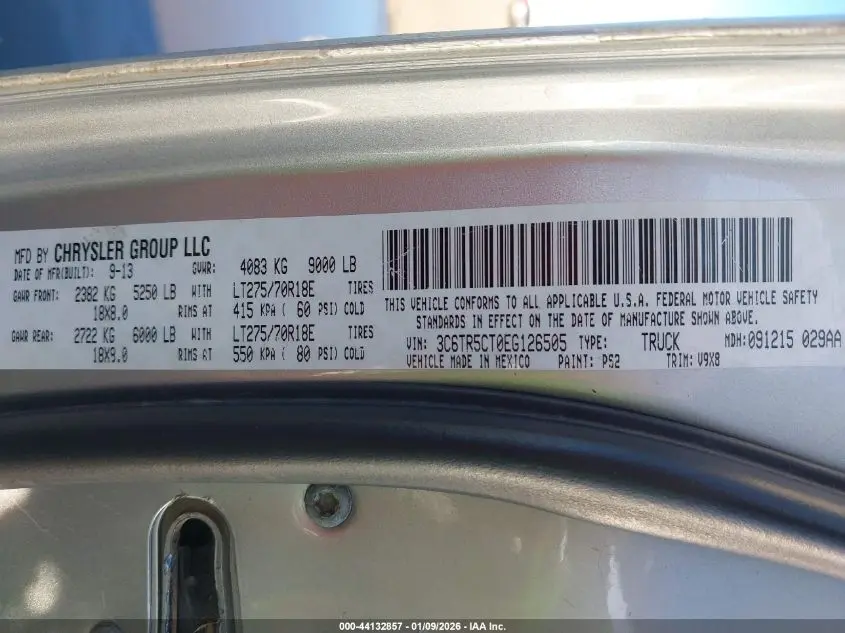 MFD BY CHRYSLER GROUP LLC
DATE OF MFR(BUILT): 9-13 GVWR: 4083 KG 9000 LB
GAWR FRONT: 2382 KG 5250 LB WITH LT275/70R18E TIRES
18X8.0 RIMS AT 415 KPA ( 60 PSI) COLD
GAWR REAR: 2722 KG 6000 LB WITH LT275/70R18E TIRES
18X9.0 RIMS AT 550 KPA ( 80 PSI) COLD
THIS VEHICLE CONFORMS TO ALL APPLICABLE U.S.A. FEDERAL MOTOR VEHICLE SAFETY
STANDARDS IN EFFECT ON THE DATE OF MANUFACTURE SHOWN ABOVE.
VIN: 3C6TR5CT0EG126505 TYPE: TRUCK MDH:091215 029AA
VEHICLE MADE IN MEXICO PAINT: PS2 TRIM: V9X8
000-44132857 - 01/09/2026 - IAA Inc.